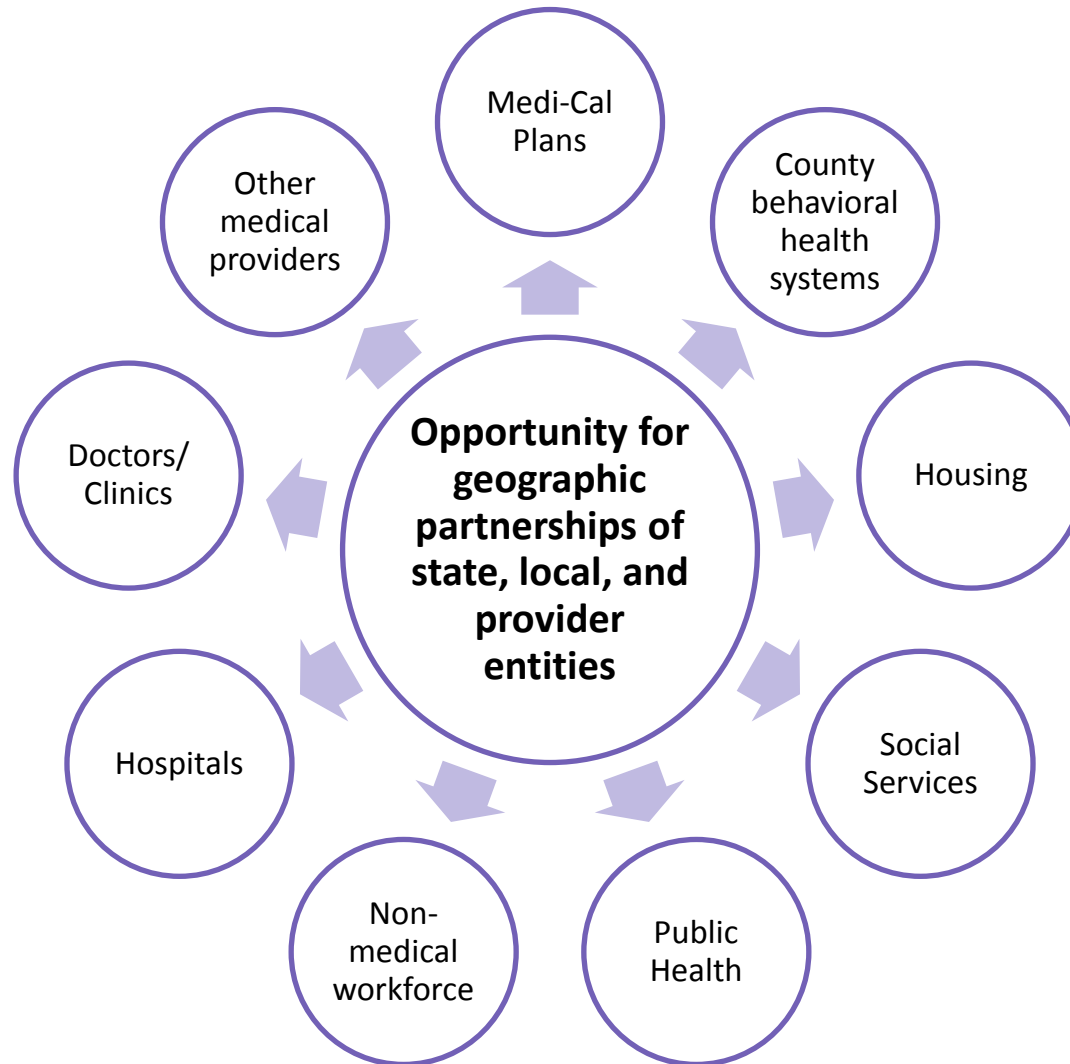 Medi-Cal
Plans
County
behavioral
health
systems
Housing
Social
Services
Public
Health
Non-
medical
workforce
Hospitals
Doctors/
Clinics
Other
medical
providers
Opportunity for
geographic
partnerships of
state, local, and
provider
entities